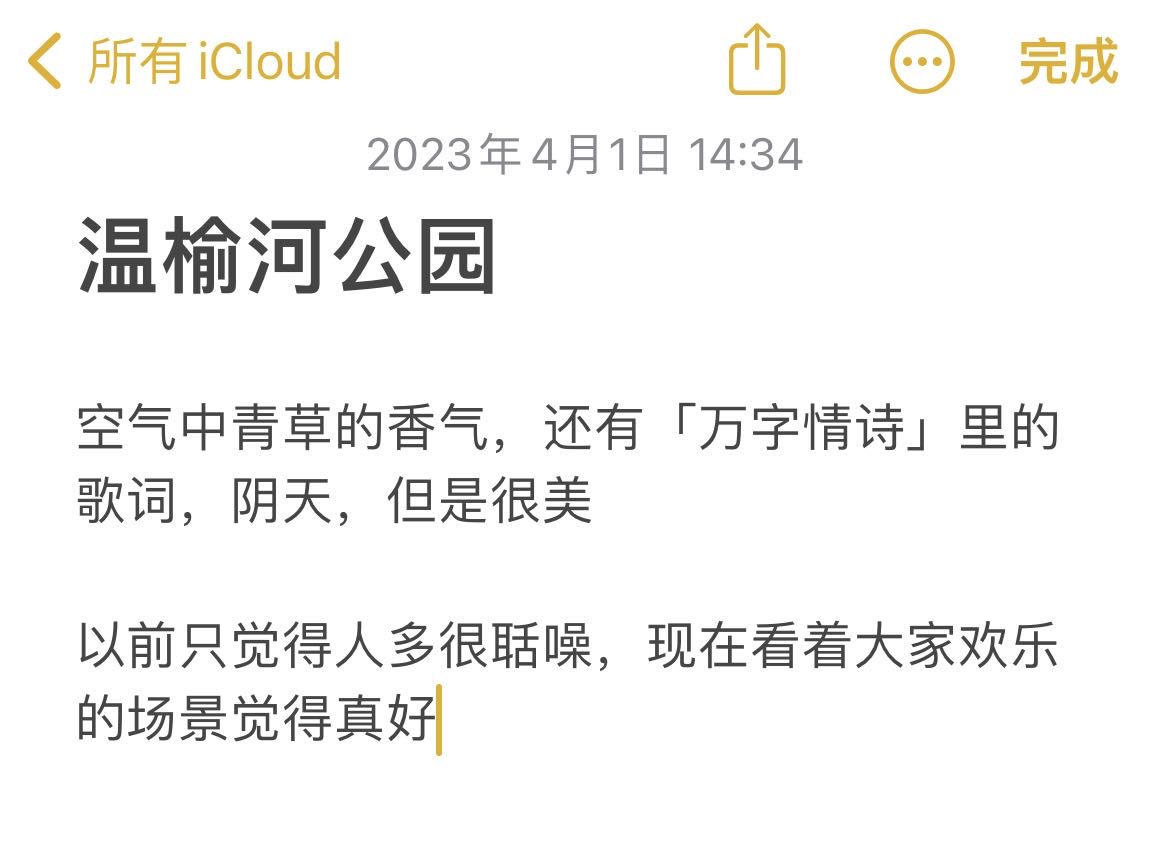 所有 iCloud
完成
2023年4月1日 14:34
温榆河公园
空气中青草的香气，还有「万字情诗」里的
歌词，阴天，但是很美
以前只觉得人多很聒噪，现在看着大家欢乐
的场景觉得真好